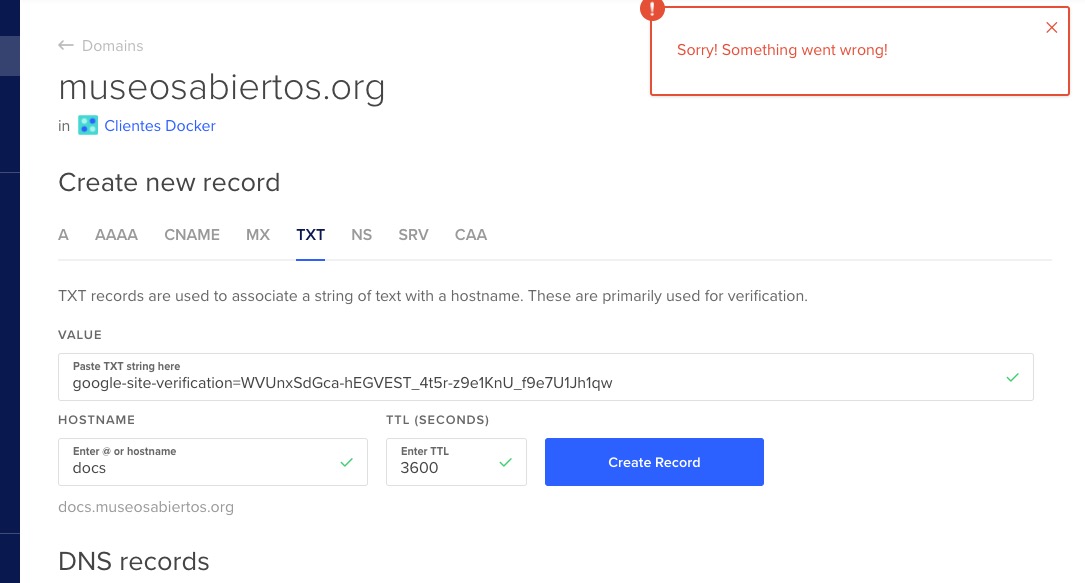 Sorry! Something went wrong!
← Domains
museosabiertos.org
in Clientes Docker
Create new record
A AAAA CNAME MX TXT NS SRV CAA
TXT records are used to associate a string of text with a hostname. These are primarily used for verification.
VALUE
Paste TXT string here
google-site-verification=WVUnxSdGca-hEGVEST_4t5r-z9e1KnU_f9e7U1Jh1qw
HOSTNAME TTL (SECONDS)
Enter @ or hostname Enter TTL
docs 3600 Create Record
docs.museosabiertos.org
DNS records